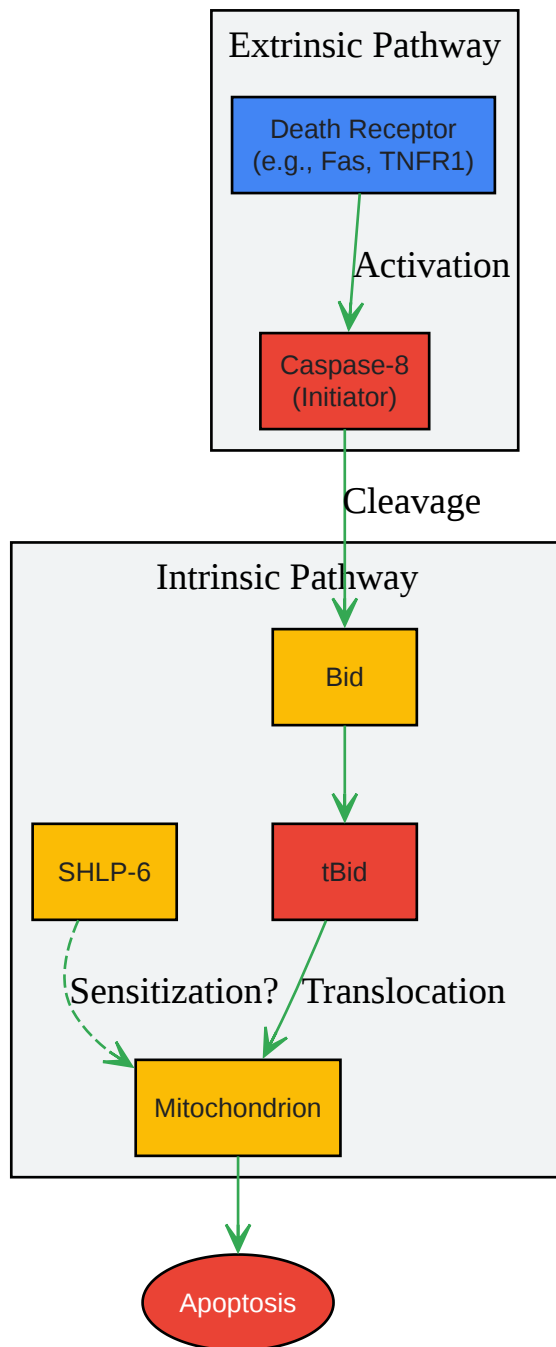 Extrinsic Pathway
Death Receptor
(e.g., Fas, TNFR1)
Activation
Caspase-8
(Initiator)
Cleavage
Intrinsic Pathway
Bid
SHLP-6
tBid
Sensitization?
Translocation
Mitochondrion
Apoptosis